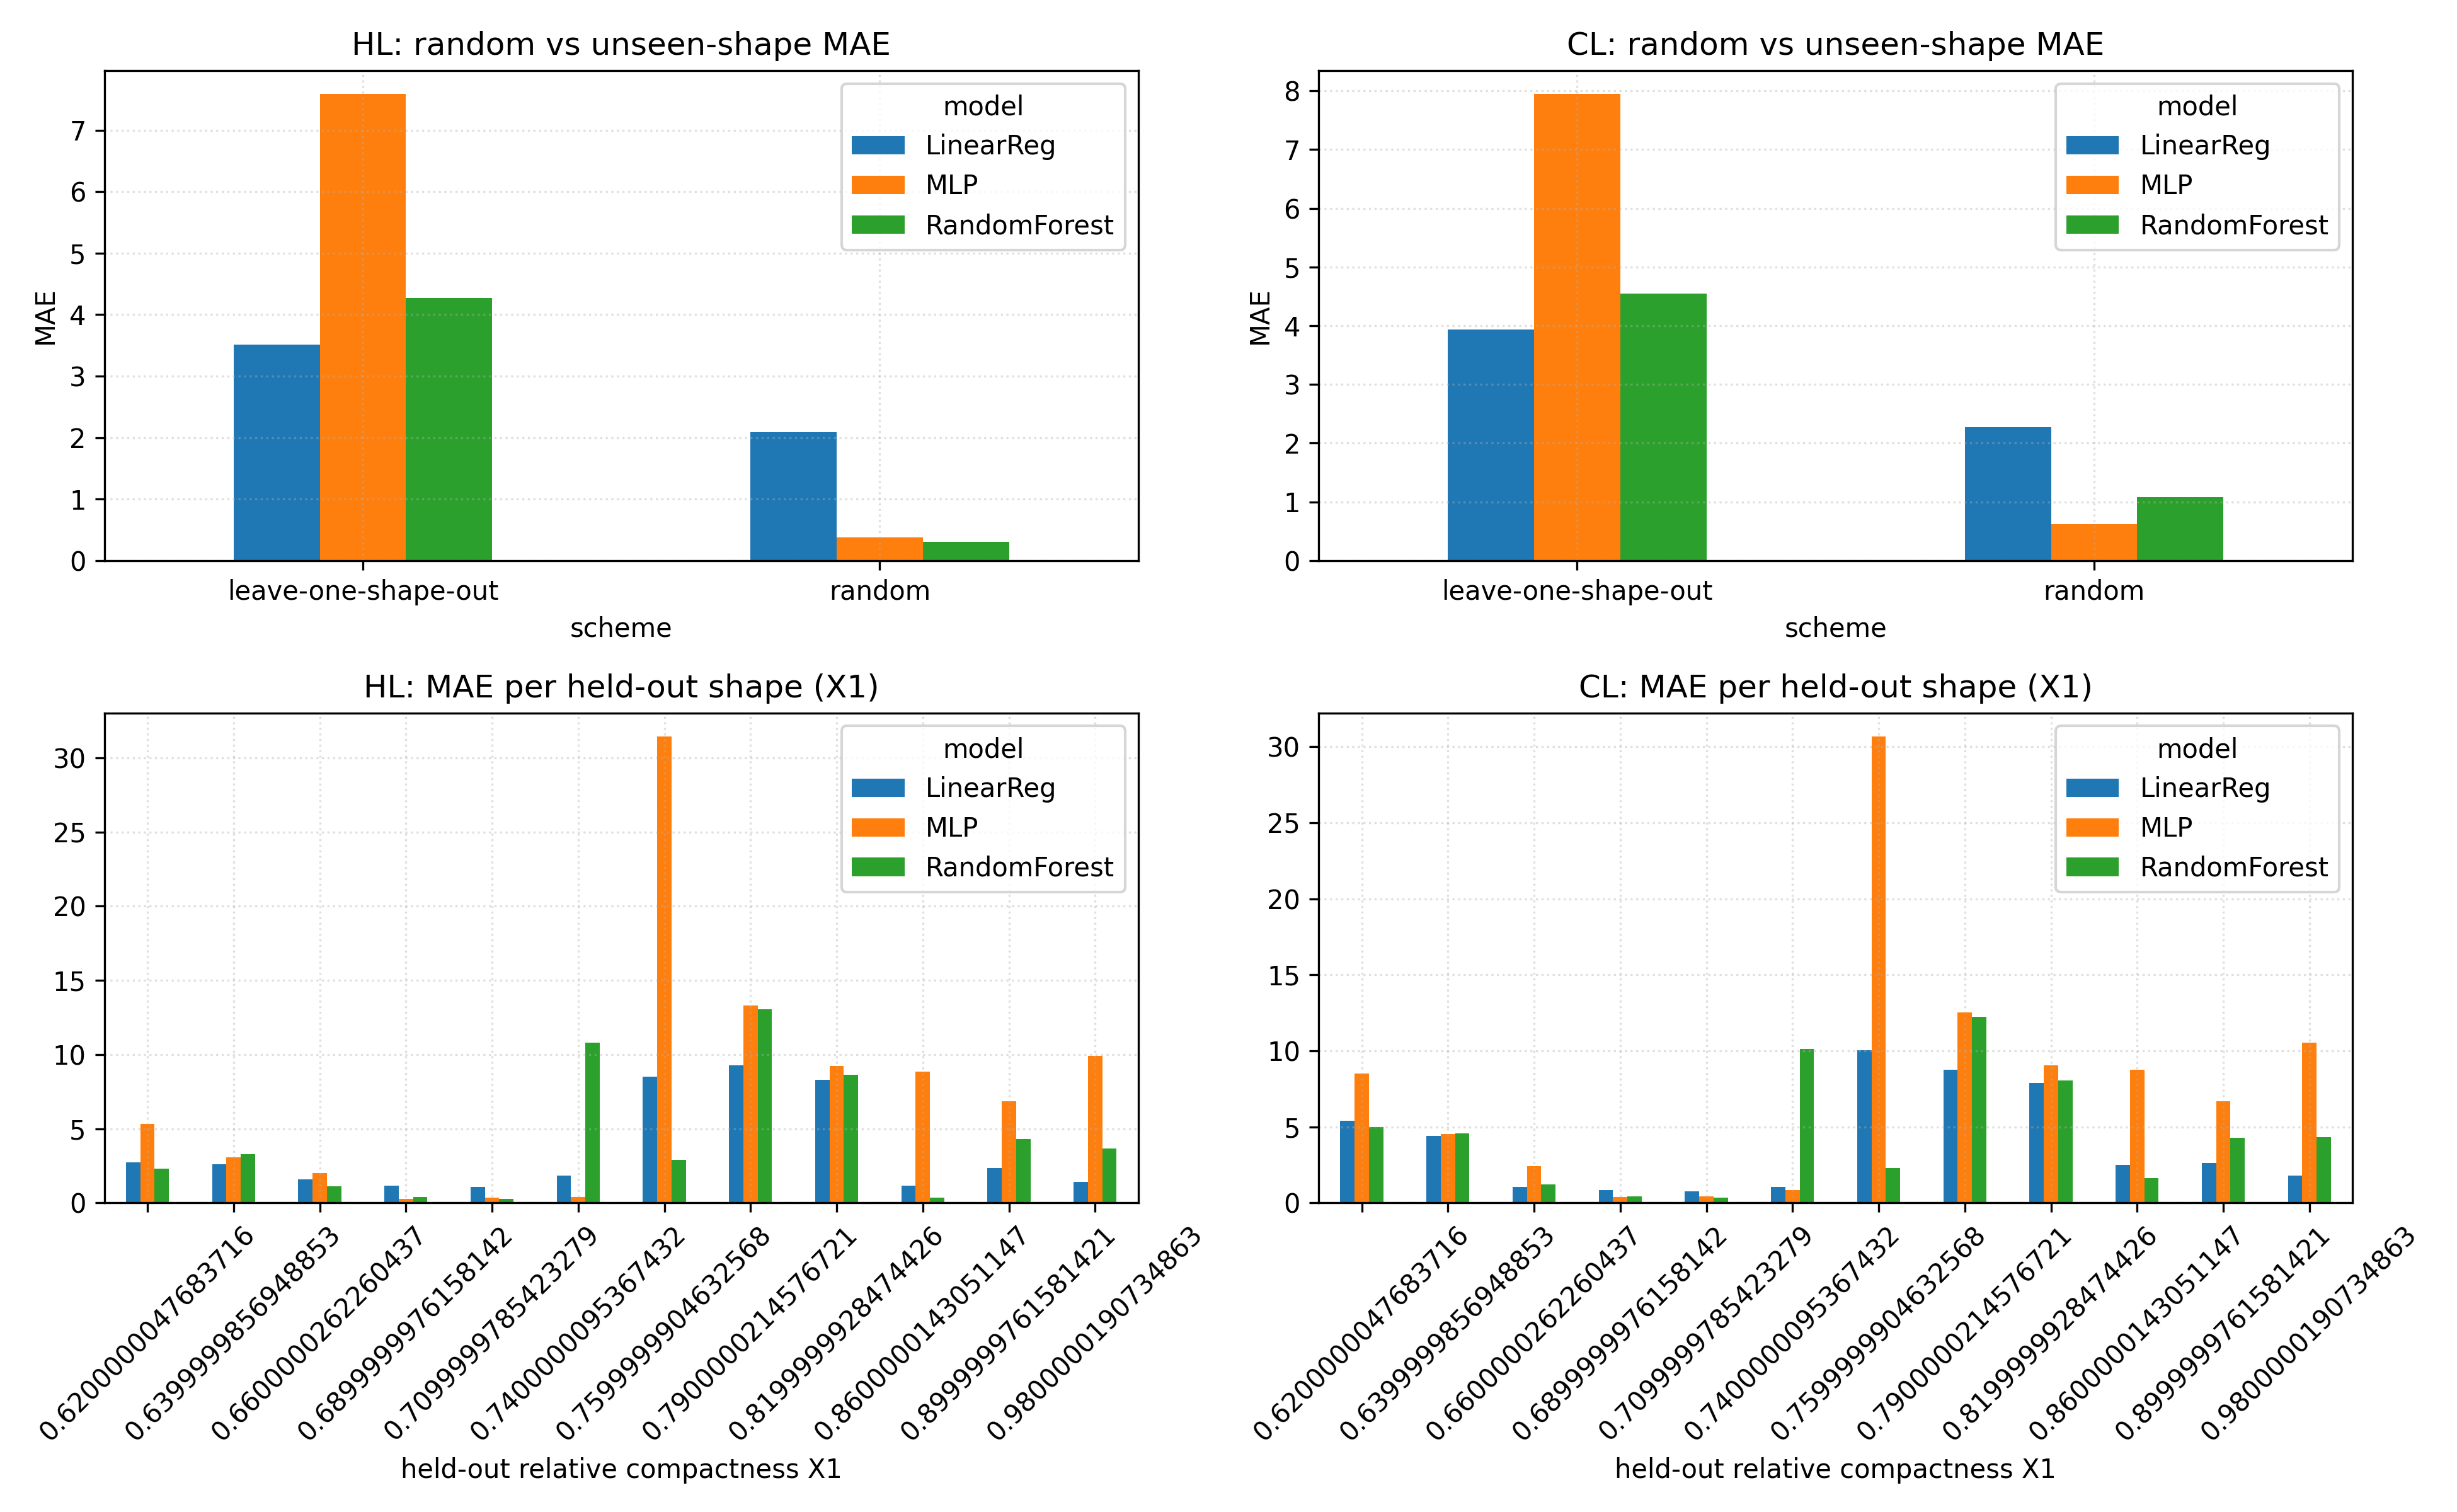 HL: random vs unseen-shape MAE
MAE
7
6
5
4
3
2
1
0
model
LinearReg
MLP
RandomForest
leave-one-shape-out
random
scheme
CL: random vs unseen-shape MAE
MAE
8
7
6
5
4
3
2
1
0
model
LinearReg
MLP
RandomForest
leave-one-shape-out
random
scheme
HL: MAE per held-out shape (X1)
30
25
20
15
10
5
0
model
LinearReg
MLP
RandomForest
0.6200000047683716
0.6399999856948853
0.6600000262260437
0.6899999976158142
0.7099999785423279
0.7400000095367432
0.7599999904632568
0.7900000214576721
0.8199999928474426
0.8600000143051147
0.8999999761581421
0.9800000190734863
held-out relative compactness X1
CL: MAE per held-out shape (X1)
30
25
20
15
10
5
0
model
LinearReg
MLP
RandomForest
0.6200000047683716
0.6399999856948853
0.6600000262260437
0.6899999976158142
0.7099999785423279
0.7400000095367432
0.7599999904632568
0.7900000214576721
0.8199999928474426
0.8600000143051147
0.8999999761581421
0.9800000190734863
held-out relative compactness X1